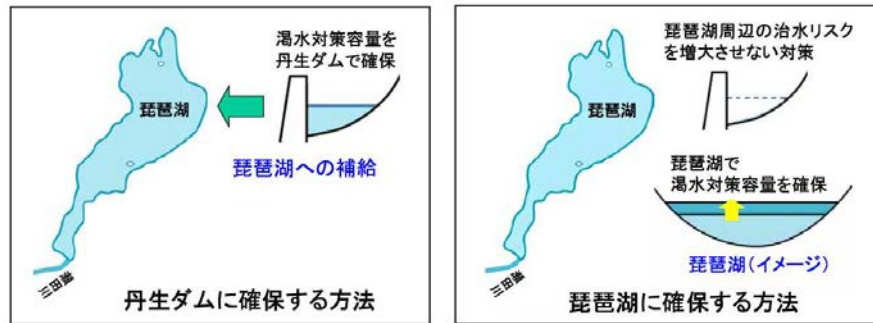 渇水対策容量を
丹生ダムで確保
琵琶湖
琵琶湖への補給
瀬田川
丹生ダムに確保する方法
琵琶湖周辺の治水リスク
を増大させない対策
琵琶湖
琵琶湖で
渇水対策容量を確保
琵琶湖(イメージ)
瀬田川
琵琶湖に確保する方法